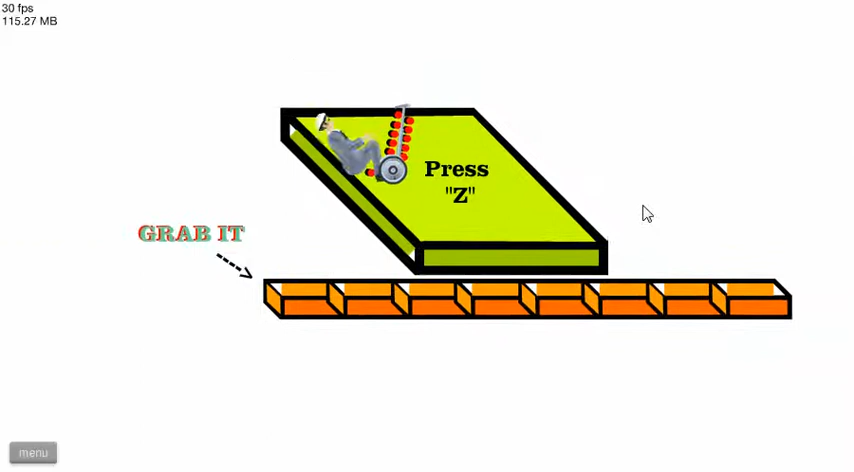 30 fps
115.27 MB
Press
"Z"
GRAB IT
menu